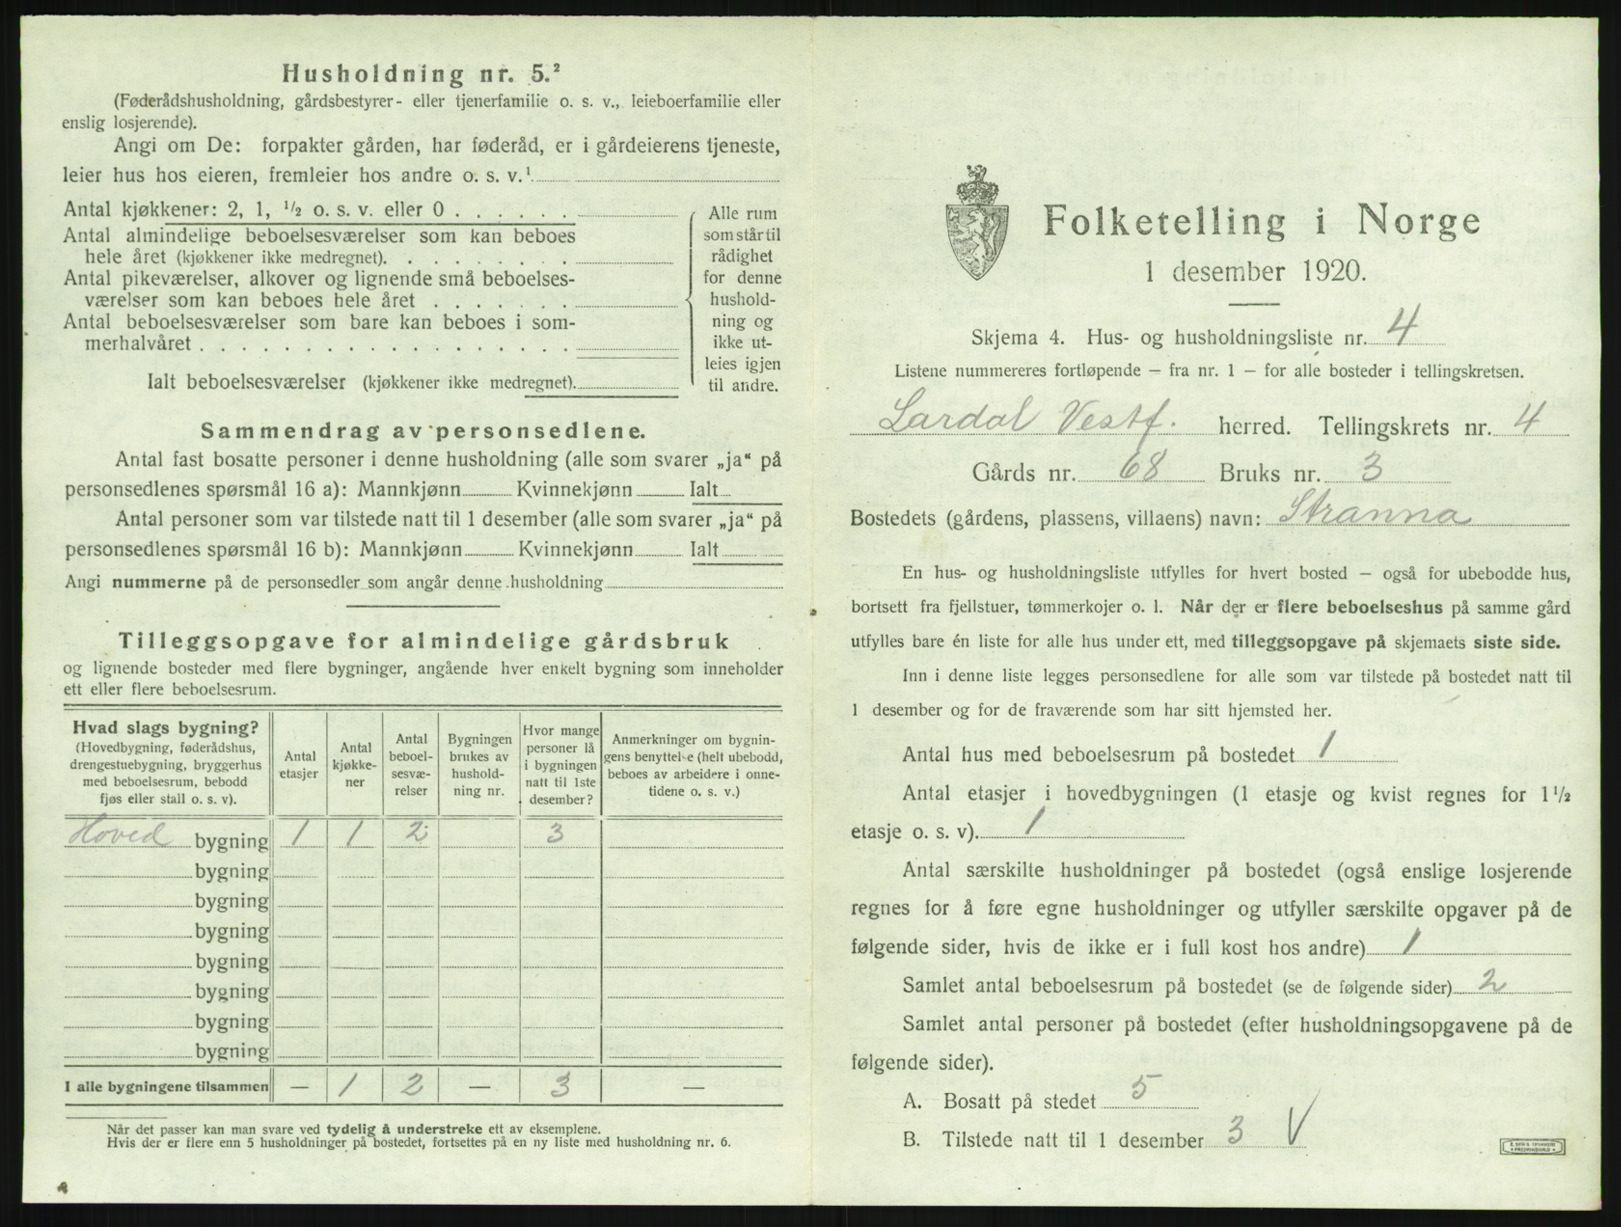 Husholdning nr. 5.²
(Føderådshusholdning, gårdsbestyrer- eller tjenerfamilie o. s. v., leieboerfamilie eller
enslig losjerende).
Angi om De: forpakter gården, har føderåd, er i gårdeierens tjeneste,
leier hus hos eieren, fremleier hos andre o. s. v.¹
Antal kjøkkener: 2, 1, ½ o. s. v. eller 0 . . . . . .
Antal almindelige beboelsesværelser som kan beboes
hele året (kjøkkener ikke medregnet). . . . . . . . .
Antal pikeværelser, alkover og lignende små beboelses-
værelser som kan beboes hele året . . . . . . .
Antal beboelsesværelser som bare kan beboes i som-
merhalvåret . . . . . . . . . . . . . . . . . .
Ialt beboelsesværelser (kjøkkener ikke medregnet).
Alle rum
som står til
rådighet
for denne
hushold-
ning og
ikke ut-
leies igjen
til andre.
Sammendrag av personsedlene.
Antal fast bosatte personer i denne husholdning (alle som svarer „ja“ på
personsedlenes spørsmål 16 a): Mannkjønn Kvinnekjønn Ialt
Antal personer som var tilstede natt til 1 desember (alle som svarer „ja“ på
personsedlenes spørsmål 16 b): Mannkjønn Kvinnekjønn Ialt
Angi nummerne på de personsedler som angår denne husholdning
Tilleggsopgave for almindelige gårdsbruk
og lignende bosteder med flere bygninger, angående hver enkelt bygning som inneholder
ett eller flere beboelsesrum.
Hvad slags bygning?
(Hovedbygning, føderådshus,
drengestuebygning, bryggerhus
med beboelsesrum, bebodd
fjøs eller stall o. s. v).
Antal
etasjer
Antal
kjøkke-
ner
Antal
beboel-
sesvæ-
relser
Bygningen
brukes av
hushold-
ning nr.
Hvor mange
personer lå
i bygningen
natt til 1ste
desember?
Anmerkninger om bygnin-
gens benyttelse (helt ubebodd,
beboes av arbeidere i onne-
tidene o. s. v.)
Hoved bygning 1 1 2 3
bygning
bygning
bygning
bygning
bygning
bygning
bygning
I alle bygningene tilsammen — 1 2 — 3 —
Når det passer kan man svare ved tydelig å understreke ett av eksemplene.
Hvis der er flere enn 5 husholdninger på bostedet, fortsettes på en ny liste med husholdning nr. 6.
Folketelling i Norge
1 desember 1920.
Skjema 4. Hus- og husholdningsliste nr. 4
Listene nummereres fortløpende — fra nr. 1 — for alle bosteder i tellingskretsen.
Lardal Vestf. herred. Tellingskrets nr. 4
Gårds nr. 68 Bruks nr. 3
Bostedets (gårdens, plassens, villaens) navn: Stranna
En hus- og husholdningsliste utfylles for hvert bosted — også for ubebodde hus,
bortsett fra fjellstuer, tømmerkojer o. l. Når der er flere beboelseshus på samme gård
utfylles bare én liste for alle hus under ett, med tilleggsopgave på skjemaets siste side.
Inn i denne liste legges personsedlene for alle som var tilstede på bostedet natt til
1 desember og for de fraværende som har sitt hjemsted her.
Antal hus med beboelsesrum på bostedet 1
Antal etasjer i hovedbygningen (1 etasje og kvist regnes for 1½
etasje o. s. v). 1
Antal særskilte husholdninger på bostedet (også enslige losjerende
regnes for å føre egne husholdninger og utfyller særskilte opgaver på de
følgende sider, hvis de ikke er i full kost hos andre) 1
Samlet antal beboelsesrum på bostedet (se de følgende sider) 2
Samlet antal personer på bostedet (efter husholdningsopgavene på de
følgende sider).
A. Bosatt på stedet 5
B. Tilstede natt til 1 desember 3 V